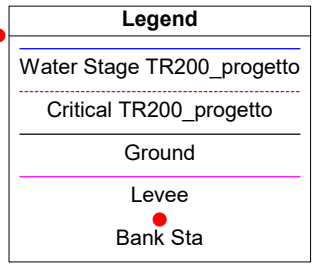 Legend
Water Stage TR200_progetto
Critical TR200_progetto
Ground
Levee
Bank Sta